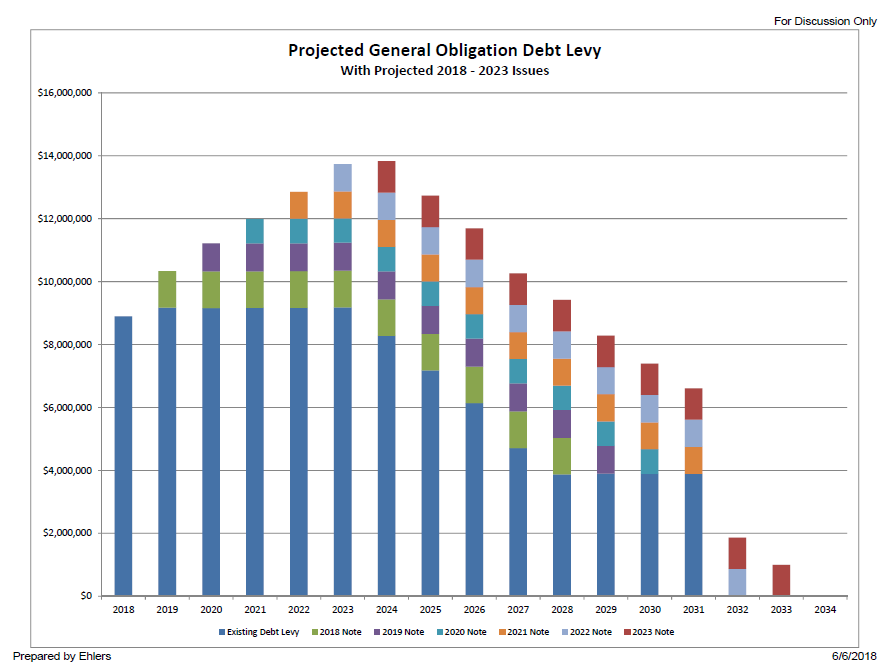 For Discussion Only
Projected General Obligation Debt Levy
With Projected 2018 - 2023 Issues
$16,000,000
$14,000,000
$12,000,000
$10,000,000
$8,000,000
$6,000,000
$4,000,000
$2,000,000
$0
2018 2019 2020 2021 2022 2023 2024 2025 2026 2027 2028 2029 2030 2031 2032 2033 2034
Existing Debt Levy 2018 Note 2019 Note 2020 Note 2021 Note 2022 Note 2023 Note
Prepared by Ehlers 6/6/2018